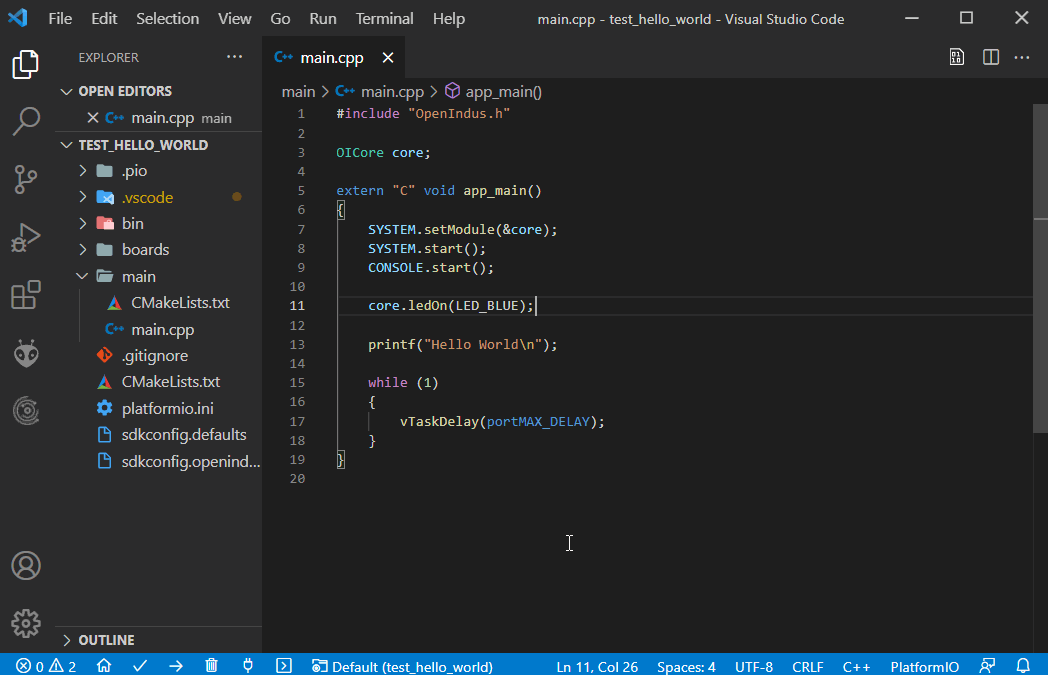 File Edit Selection View Go Run Terminal Help main.cpp - test_hello_world - Visual Studio Code
EXPLORER
OPEN EDITORS
main.cpp main
TEST_HELLO_WORLD
.pio
.vscode
bin
boards
main
CMakeLists.txt
main.cpp
.gitignore
CMakeLists.txt
platformio.ini
sdkconfig.defaults
sdkconfig.openind...
OUTLINE
C++ main.cpp
main > C++ main.cpp > app_main()
1 #include "OpenIndus.h"
2
3 OICore core;
4
5 extern "C" void app_main()
6 {
7 SYSTEM.setModule(&core);
8 SYSTEM.start();
9 CONSOLE.start();
10
11 core.ledOn(LED_BLUE);
12
13 printf("Hello World\n");
14
15 while (1)
16 {
17 vTaskDelay(portMAX_DELAY);
18 }
19 }
20
0 2 Default (test_hello_world) Ln 11, Col 26 Spaces: 4 UTF-8 CRLF C++ PlatformIO